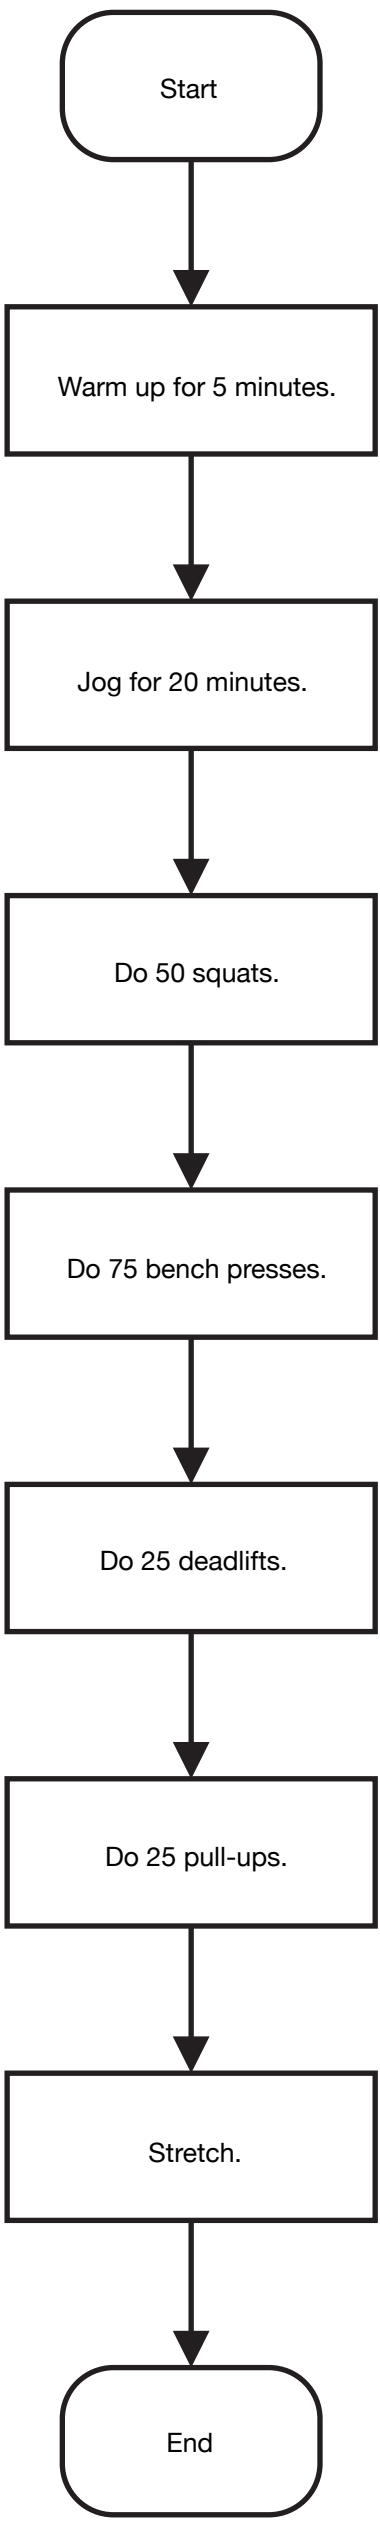 Start
Warm up for 5 minutes.
Jog for 20 minutes.
Do 50 squats.
Do 75 bench presses.
Do 25 deadlifts.
Do 25 pull-ups.
Stretch.
End